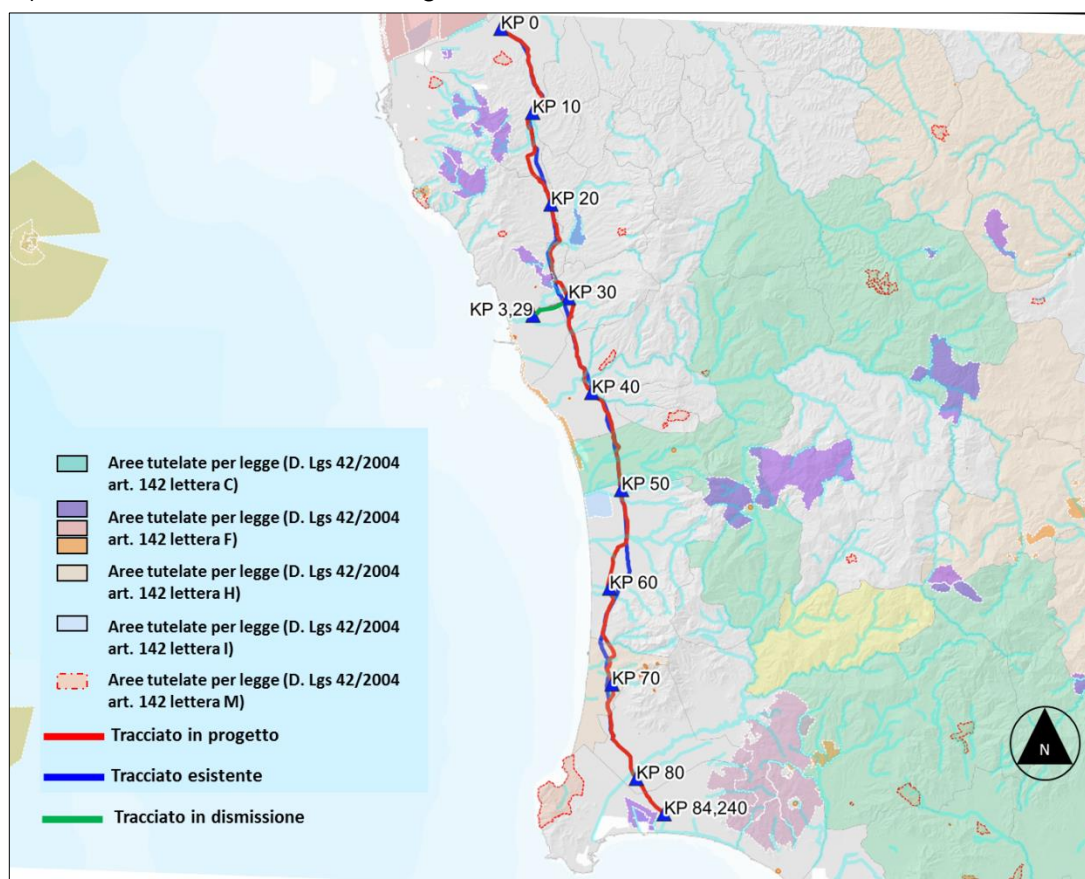 KP 0
KP 10
KP 20
KP 30
KP 3,29
KP 40
KP 50
KP 60
KP 70
KP 80
KP 84,240
Aree tutelate per legge (D. Lgs 42/2004
art. 142 lettera C)
Aree tutelate per legge (D. Lgs 42/2004
art. 142 lettera F)
Aree tutelate per legge (D. Lgs 42/2004
art. 142 lettera H)
Aree tutelate per legge (D. Lgs 42/2004
art. 142 lettera I)
Aree tutelate per legge (D. Lgs 42/2004
art. 142 lettera M)
Tracciato in progetto
Tracciato esistente
Tracciato in dismissione
N